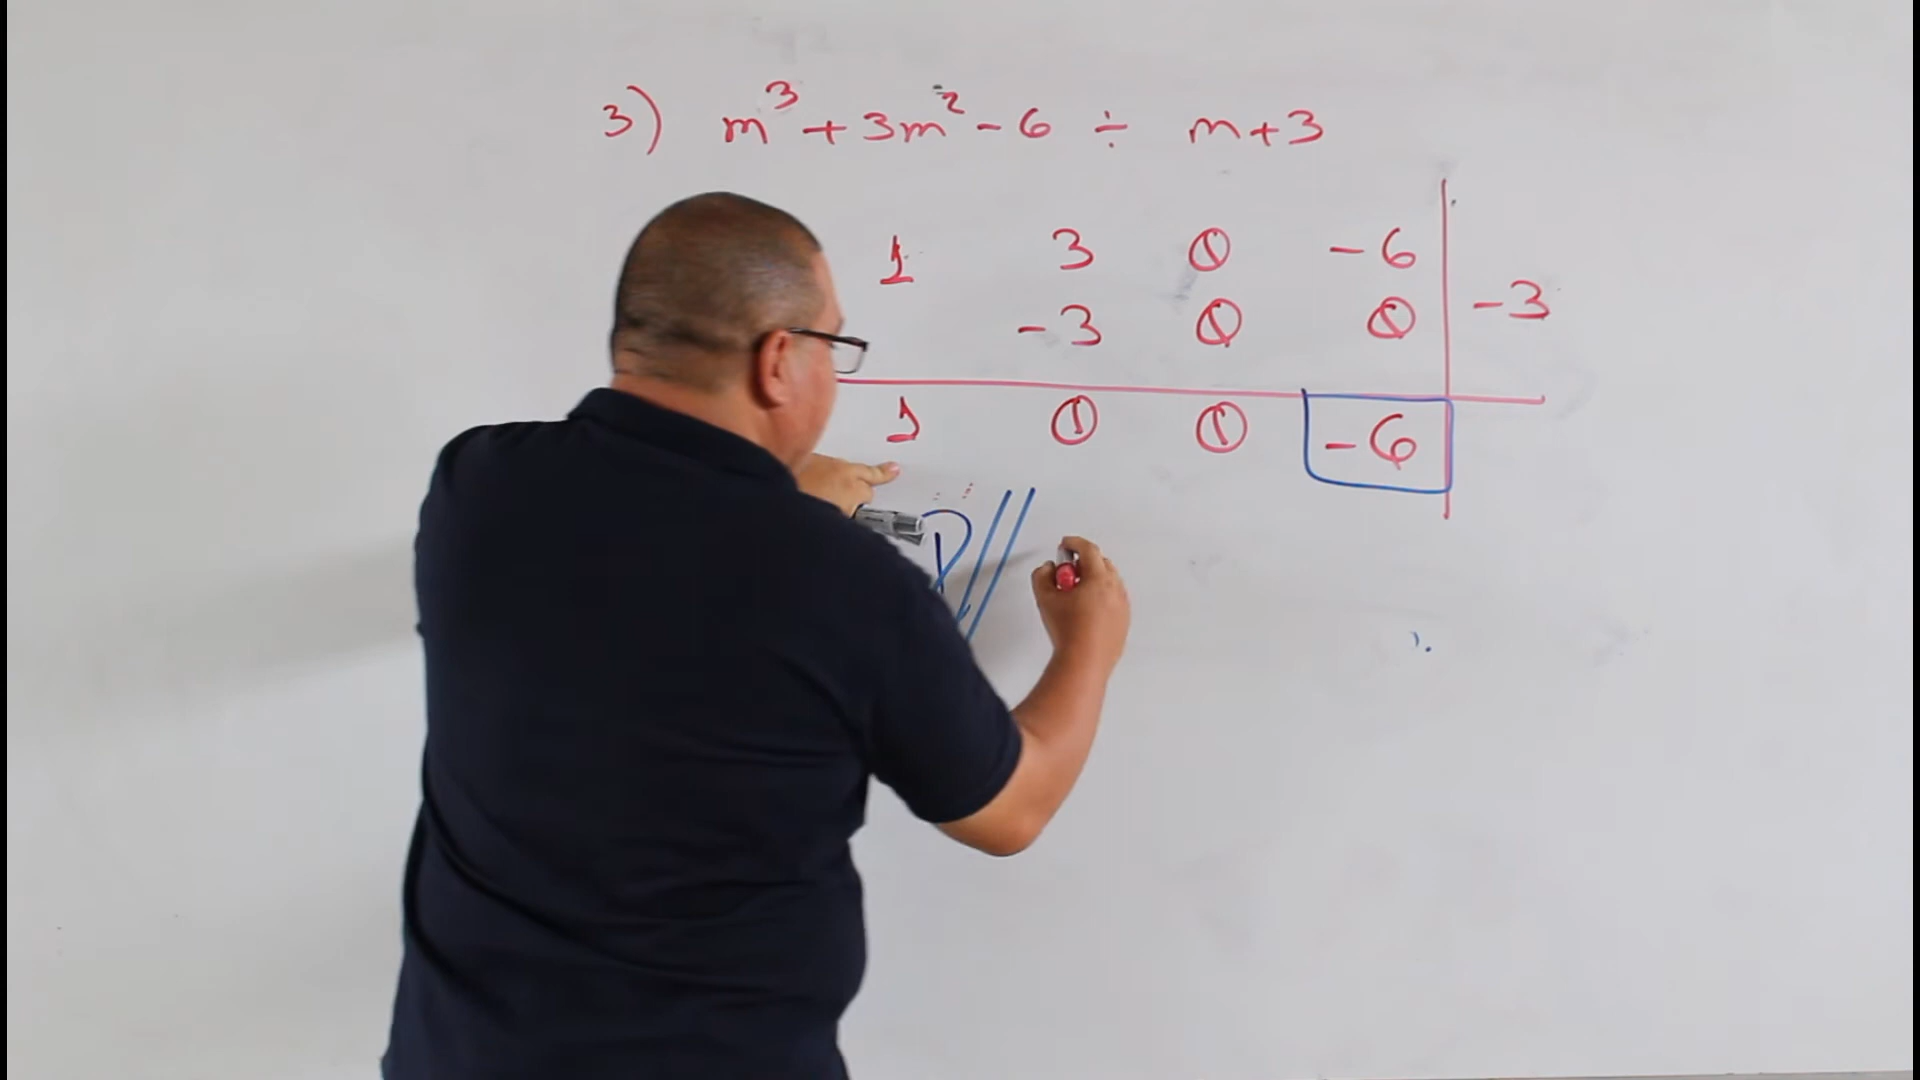 3) m³ + 3m² - 6 ÷ m + 3
1 3 0 -6
-3 0 0 -3
1 0 0 -6